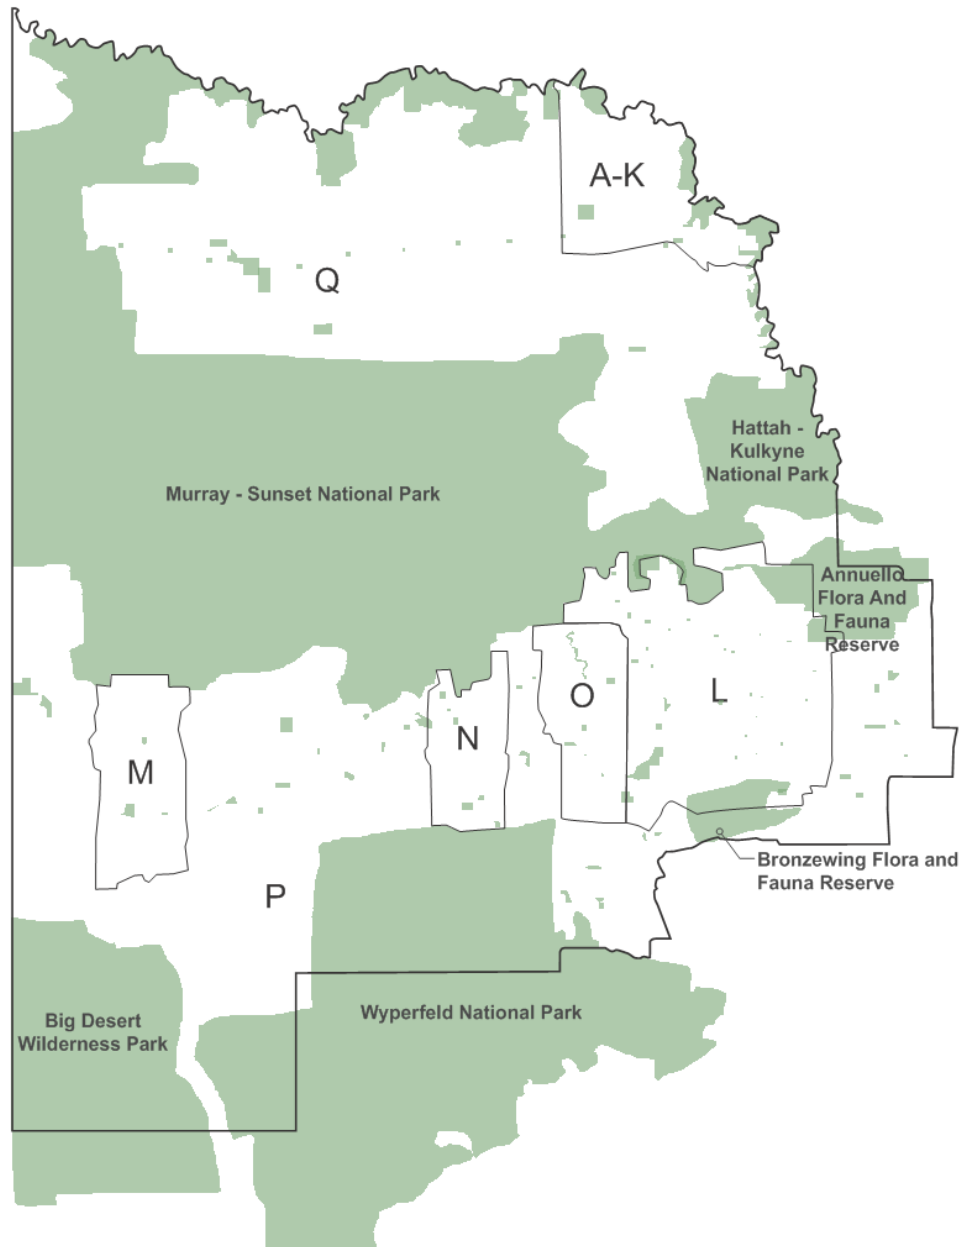 A-K
Q
Hattah -
Kulkyne
National Park
Murray - Sunset National Park
Annuello
Flora And
Fauna
Reserve
O
L
N
M
Bronzewing Flora and
Fauna Reserve
P
Wyperfeld National Park
Big Desert
Wilderness Park